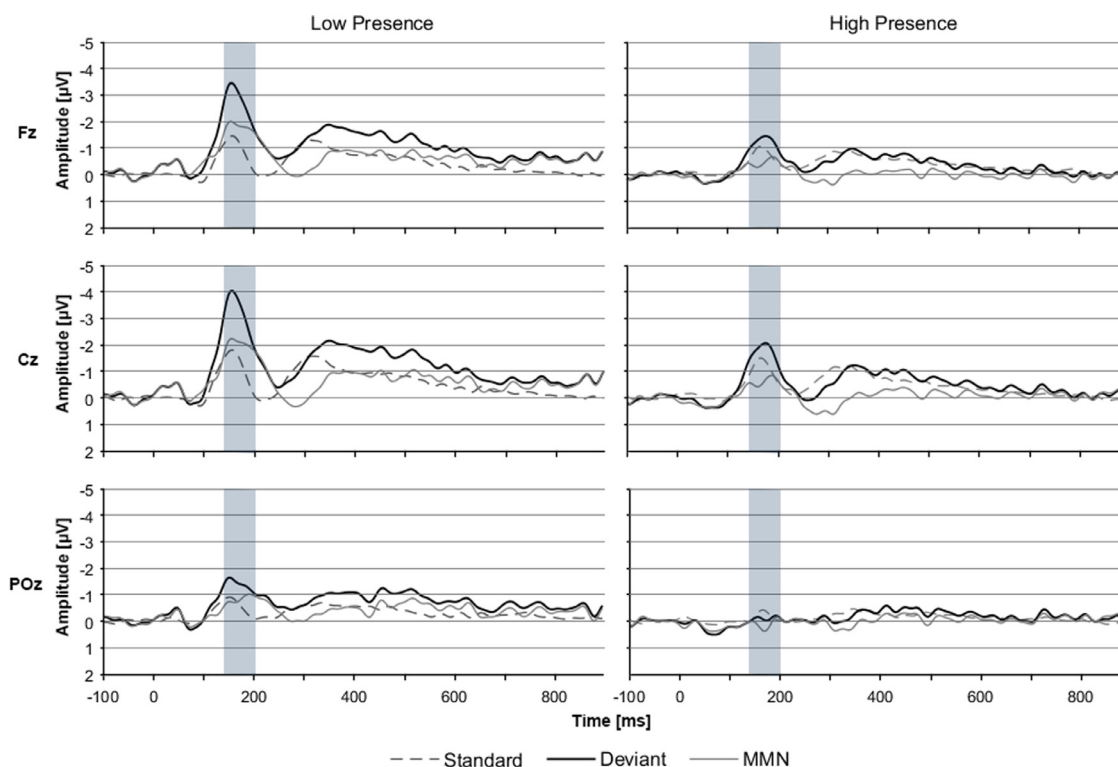 Low Presence
High Presence
Fz
Amplitude [µV]
-5
-4
-3
-2
-1
0
1
2
Cz
Amplitude [µV]
-5
-4
-3
-2
-1
0
1
2
POz
Amplitude [µV]
-5
-4
-3
-2
-1
0
1
2
-100 0 200 400 600 800
-100 0 200 400 600 800
Time [ms]
Standard Deviant MMN